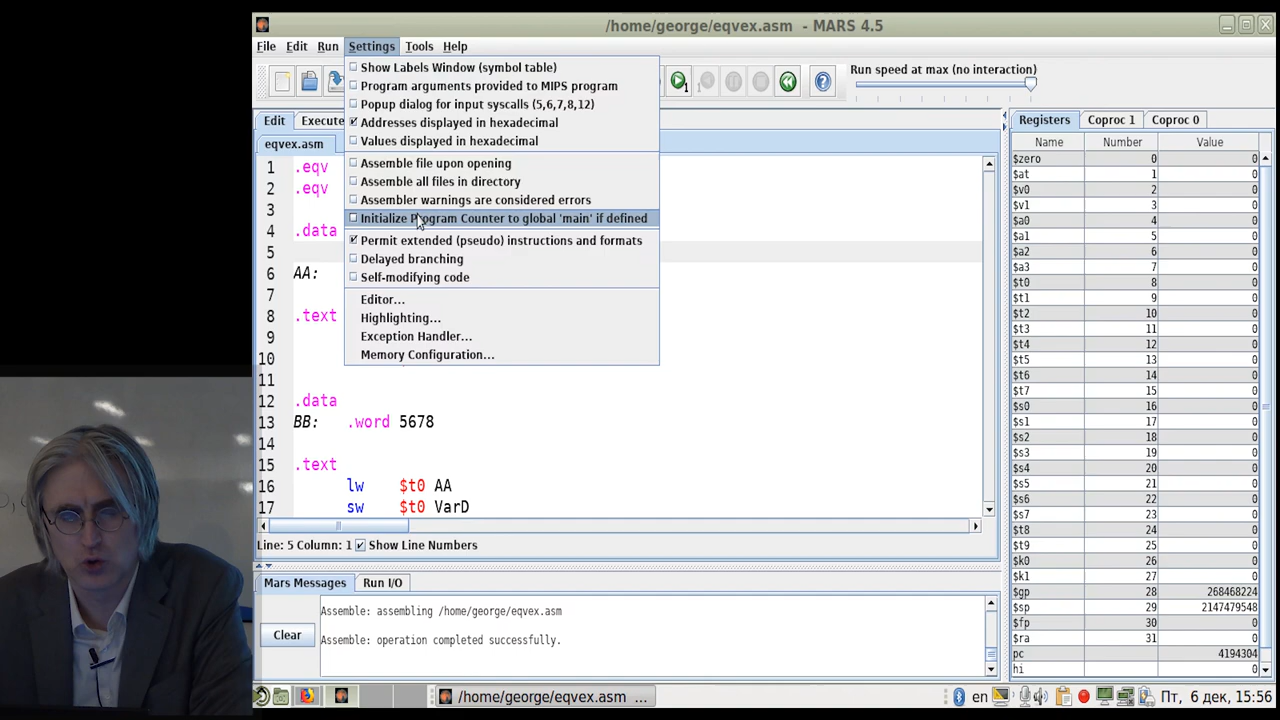 /home/george/eqvex.asm - MARS 4.5
File Edit Run Settings Tools Help
Run speed at max (no interaction)
Show Labels Window (symbol table)
Program arguments provided to MIPS program
Popup dialog for input syscalls (5,6,7,8,12)
Addresses displayed in hexadecimal
Values displayed in hexadecimal
Assemble file upon opening
Assemble all files in directory
Assembler warnings are considered errors
Initialize Program Counter to global 'main' if defined
Permit extended (pseudo) instructions and formats
Delayed branching
Self-modifying code
Editor...
Highlighting...
Exception Handler...
Memory Configuration...
Edit Execute
eqvex.asm
1 .eqv
2 .eqv
3
4 .data
5
6 AA:
7
8 .text
9
10
11
12 .data
13 BB: .word 5678
14
15 .text
16 lw $t0 AA
17 sw $t0 VarD
Line: 5 Column: 1 Show Line Numbers
Mars Messages Run I/O
Assemble: assembling /home/george/eqvex.asm
Assemble: operation completed successfully.
Clear
Registers Coproc 1 Coproc 0
Name Number Value
$zero 0 0
$at 1 0
$v0 2 0
$v1 3 0
$a0 4 0
$a1 5 0
$a2 6 0
$a3 7 0
$t0 8 0
$t1 9 0
$t2 10 0
$t3 11 0
$t4 12 0
$t5 13 0
$t6 14 0
$t7 15 0
$s0 16 0
$s1 17 0
$s2 18 0
$s3 19 0
$s4 20 0
$s5 21 0
$s6 22 0
$s7 23 0
$t8 24 0
$t9 25 0
$k0 26 0
$k1 27 0
$gp 28 268468224
$sp 29 2147479548
$fp 30 0
$ra 31 0
pc 4194304
hi 0
/home/george/eqvex.asm ...
en
Пт, 6 дек, 15:56